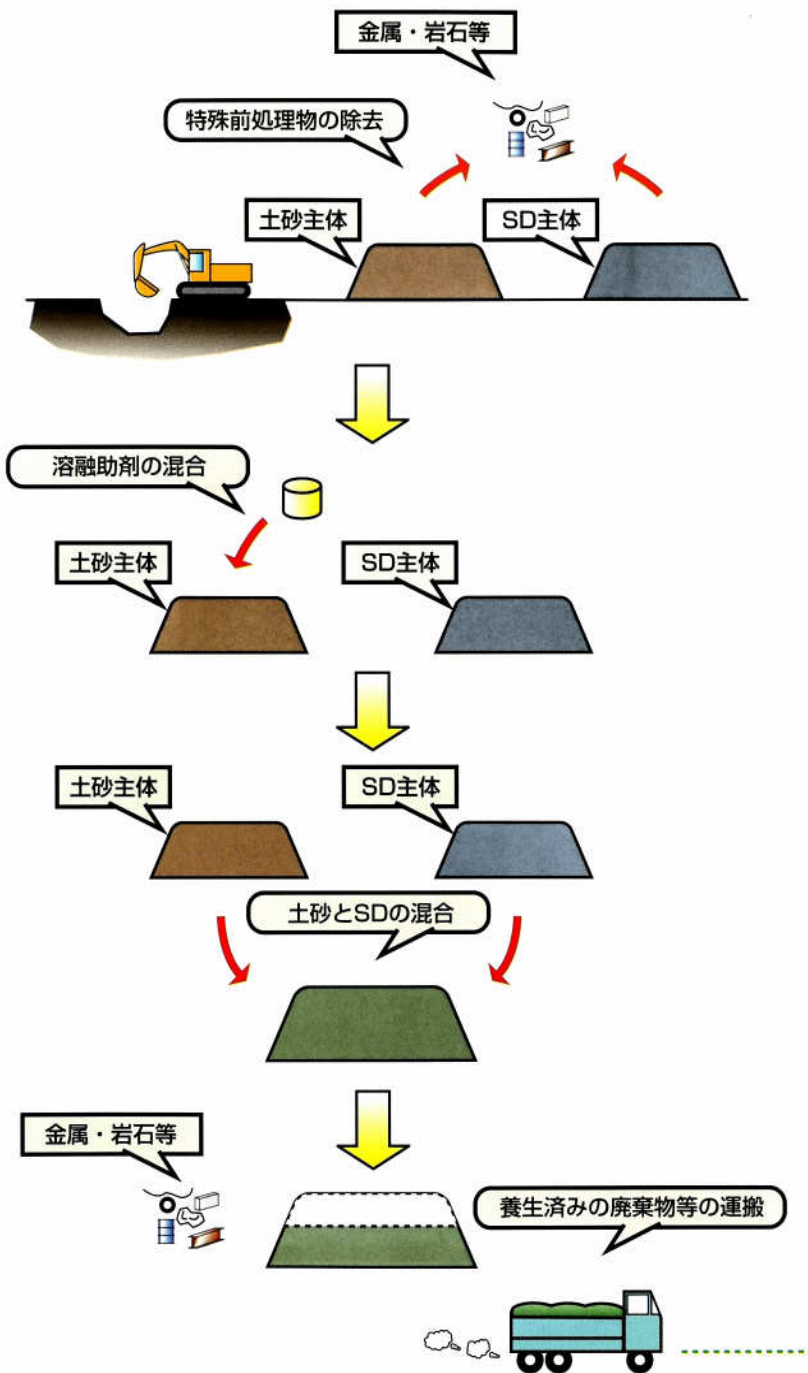 金属・岩石等
特殊前処理物の除去
土砂主体
SD主体
溶融助剤の混合
土砂主体
SD主体
土砂主体
SD主体
土砂とSDの混合
金属・岩石等
養生済みの廃棄物等の運搬